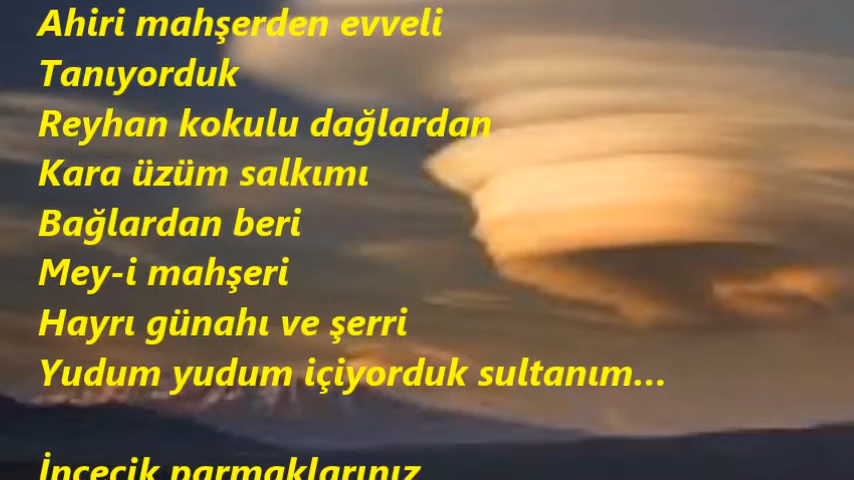 Ahiri mahşerden evveli
Tanıyorduk
Reyhan kokulu dağlardan
Kara üzüm salkımı
Bağlardan beri
Mey-i mahşeri
Hayrı günahı ve şerri
Yudum yudum içiyorduk sultanım...
İncecik parmaklarınız